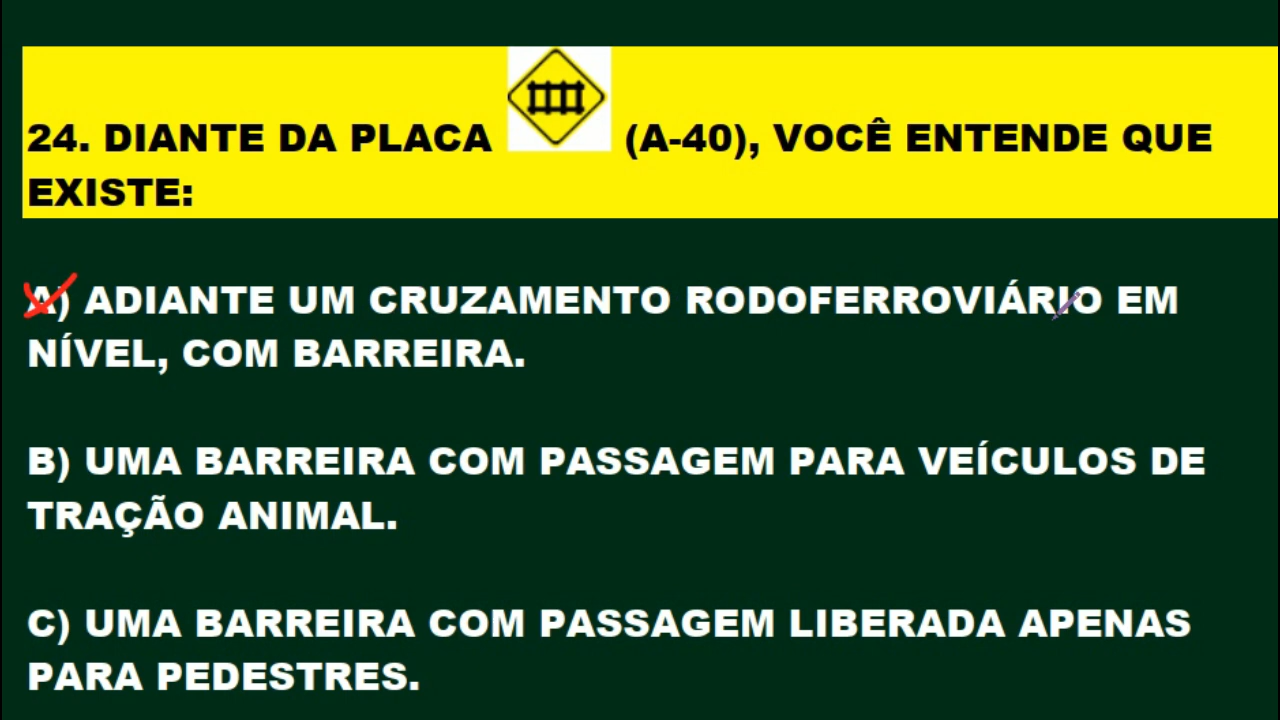 24. DIANTE DA PLACA (A-40), VOCÊ ENTENDE QUE
EXISTE:
A) ADIANTE UM CRUZAMENTO RODOFERROVIÁRIO EM
NÍVEL, COM BARREIRA.
B) UMA BARREIRA COM PASSAGEM PARA VEÍCULOS DE
TRAÇÃO ANIMAL.
C) UMA BARREIRA COM PASSAGEM LIBERADA APENAS
PARA PEDESTRES.